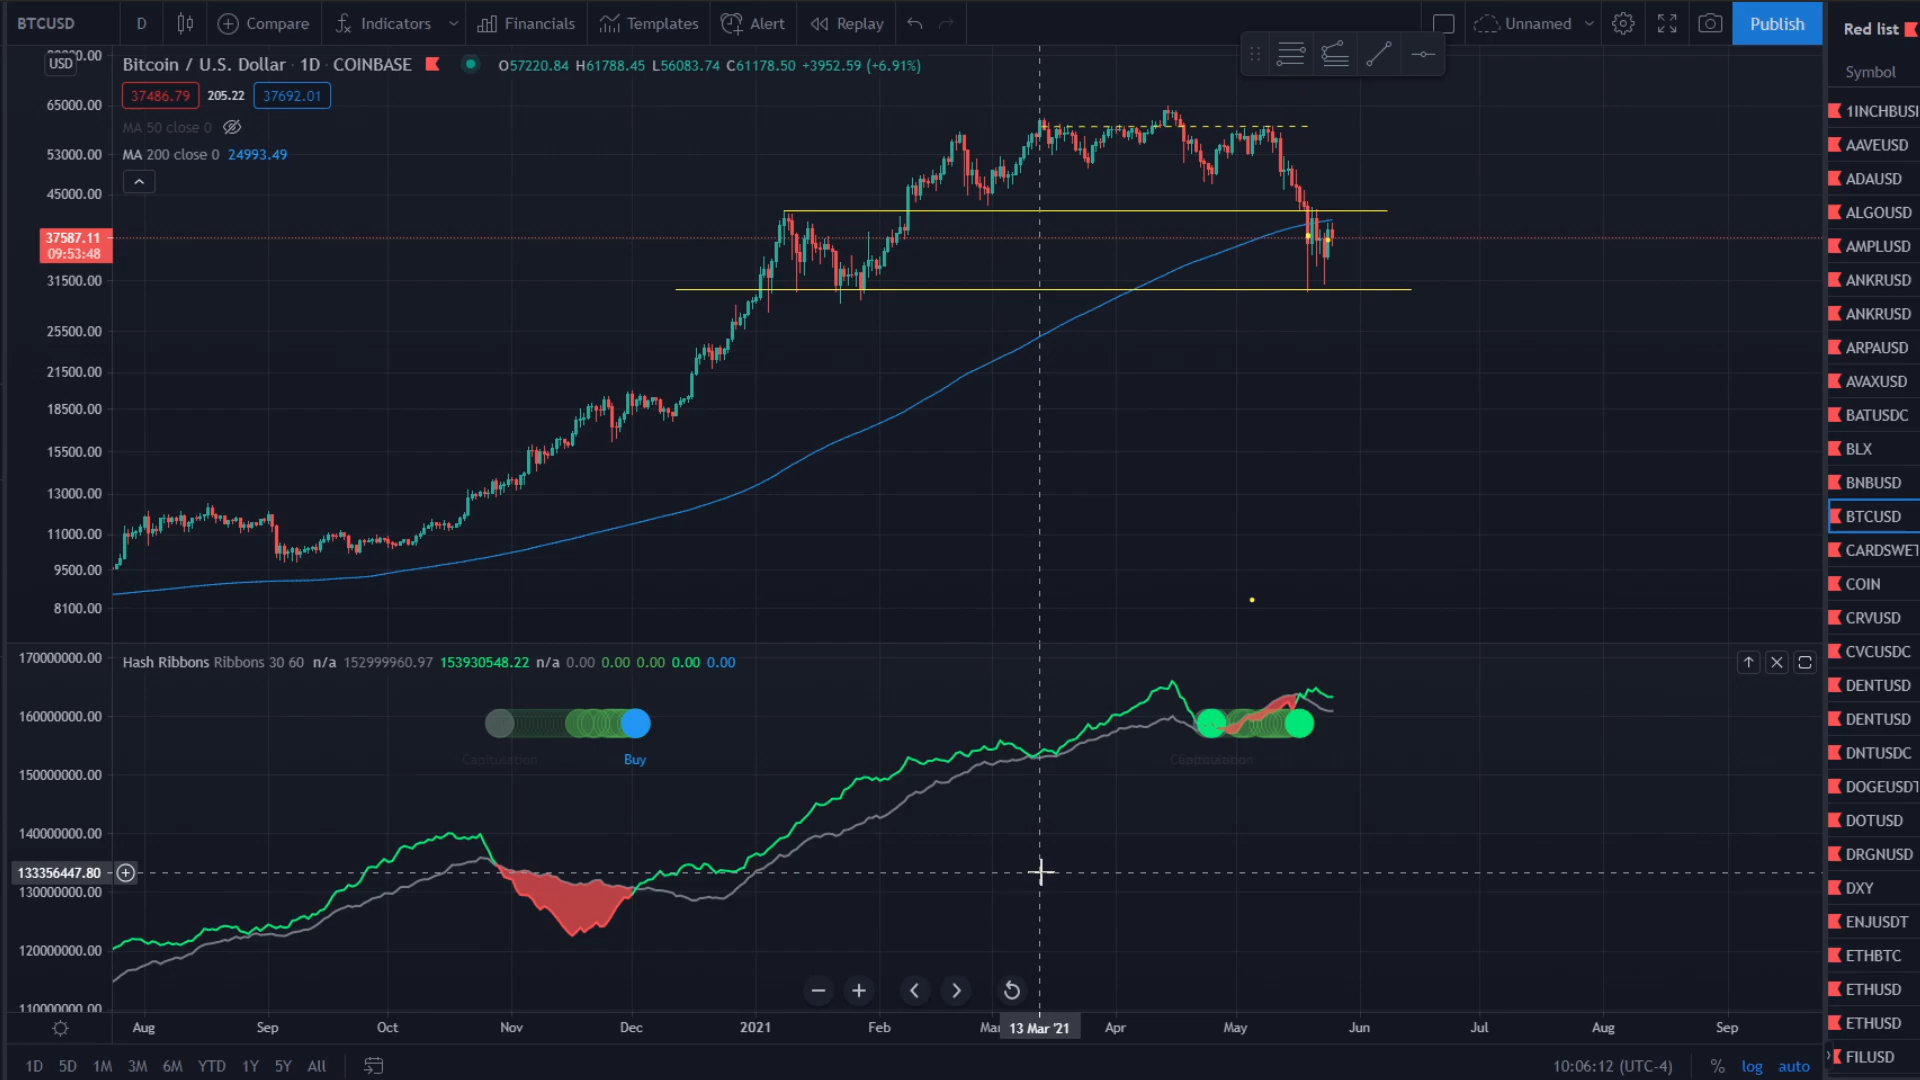 BTCUSD D Compare Indicators Financials Templates Alert Replay Unnamed Publish
Red list
Symbol
USD
Bitcoin / U.S. Dollar · 1D · COINBASE O57220.84 H61788.45 L56083.74 C61178.50 +3952.59 (+6.91%)
37486.79 205.22 37692.01
MA 50 close 0
MA 200 close 0 24993.49
65000.00
53000.00
45000.00
37587.11
09:53:48
31500.00
25500.00
21500.00
18500.00
15500.00
13000.00
11000.00
9500.00
8100.00
1INCHBUSI
AAVEUSD
ADAUSD
ALGOUSD
AMPLUSD
ANKRUSD
ANKRUSD
ARPAUSD
AVAXUSD
BATUSDC
BLX
BNBUSD
BTCUSD
CARDSWET
COIN
CRVUSD
CVCUSDC
DENTUSD
DENTUSD
DNTUSDC
DOGEUSDT
DOTUSD
DRGNUSD
DXY
ENJUSDT
ETHBTC
ETHUSD
ETHUSD
FILUSD
Hash Ribbons Ribbons 30 60 n/a 152999960.97 153930548.22 n/a 0.00 0.00 0.00 0.00 0.00
170000000.00
160000000.00
150000000.00
140000000.00
133356447.80
130000000.00
120000000.00
110000000.00
Capitulation
Buy
Aug Sep Oct Nov Dec 2021 Feb Mar 13 Mar '21 Apr May Jun Jul Aug Sep
1D 5D 1M 3M 6M YTD 1Y 5Y All
10:06:12 (UTC-4) % log auto